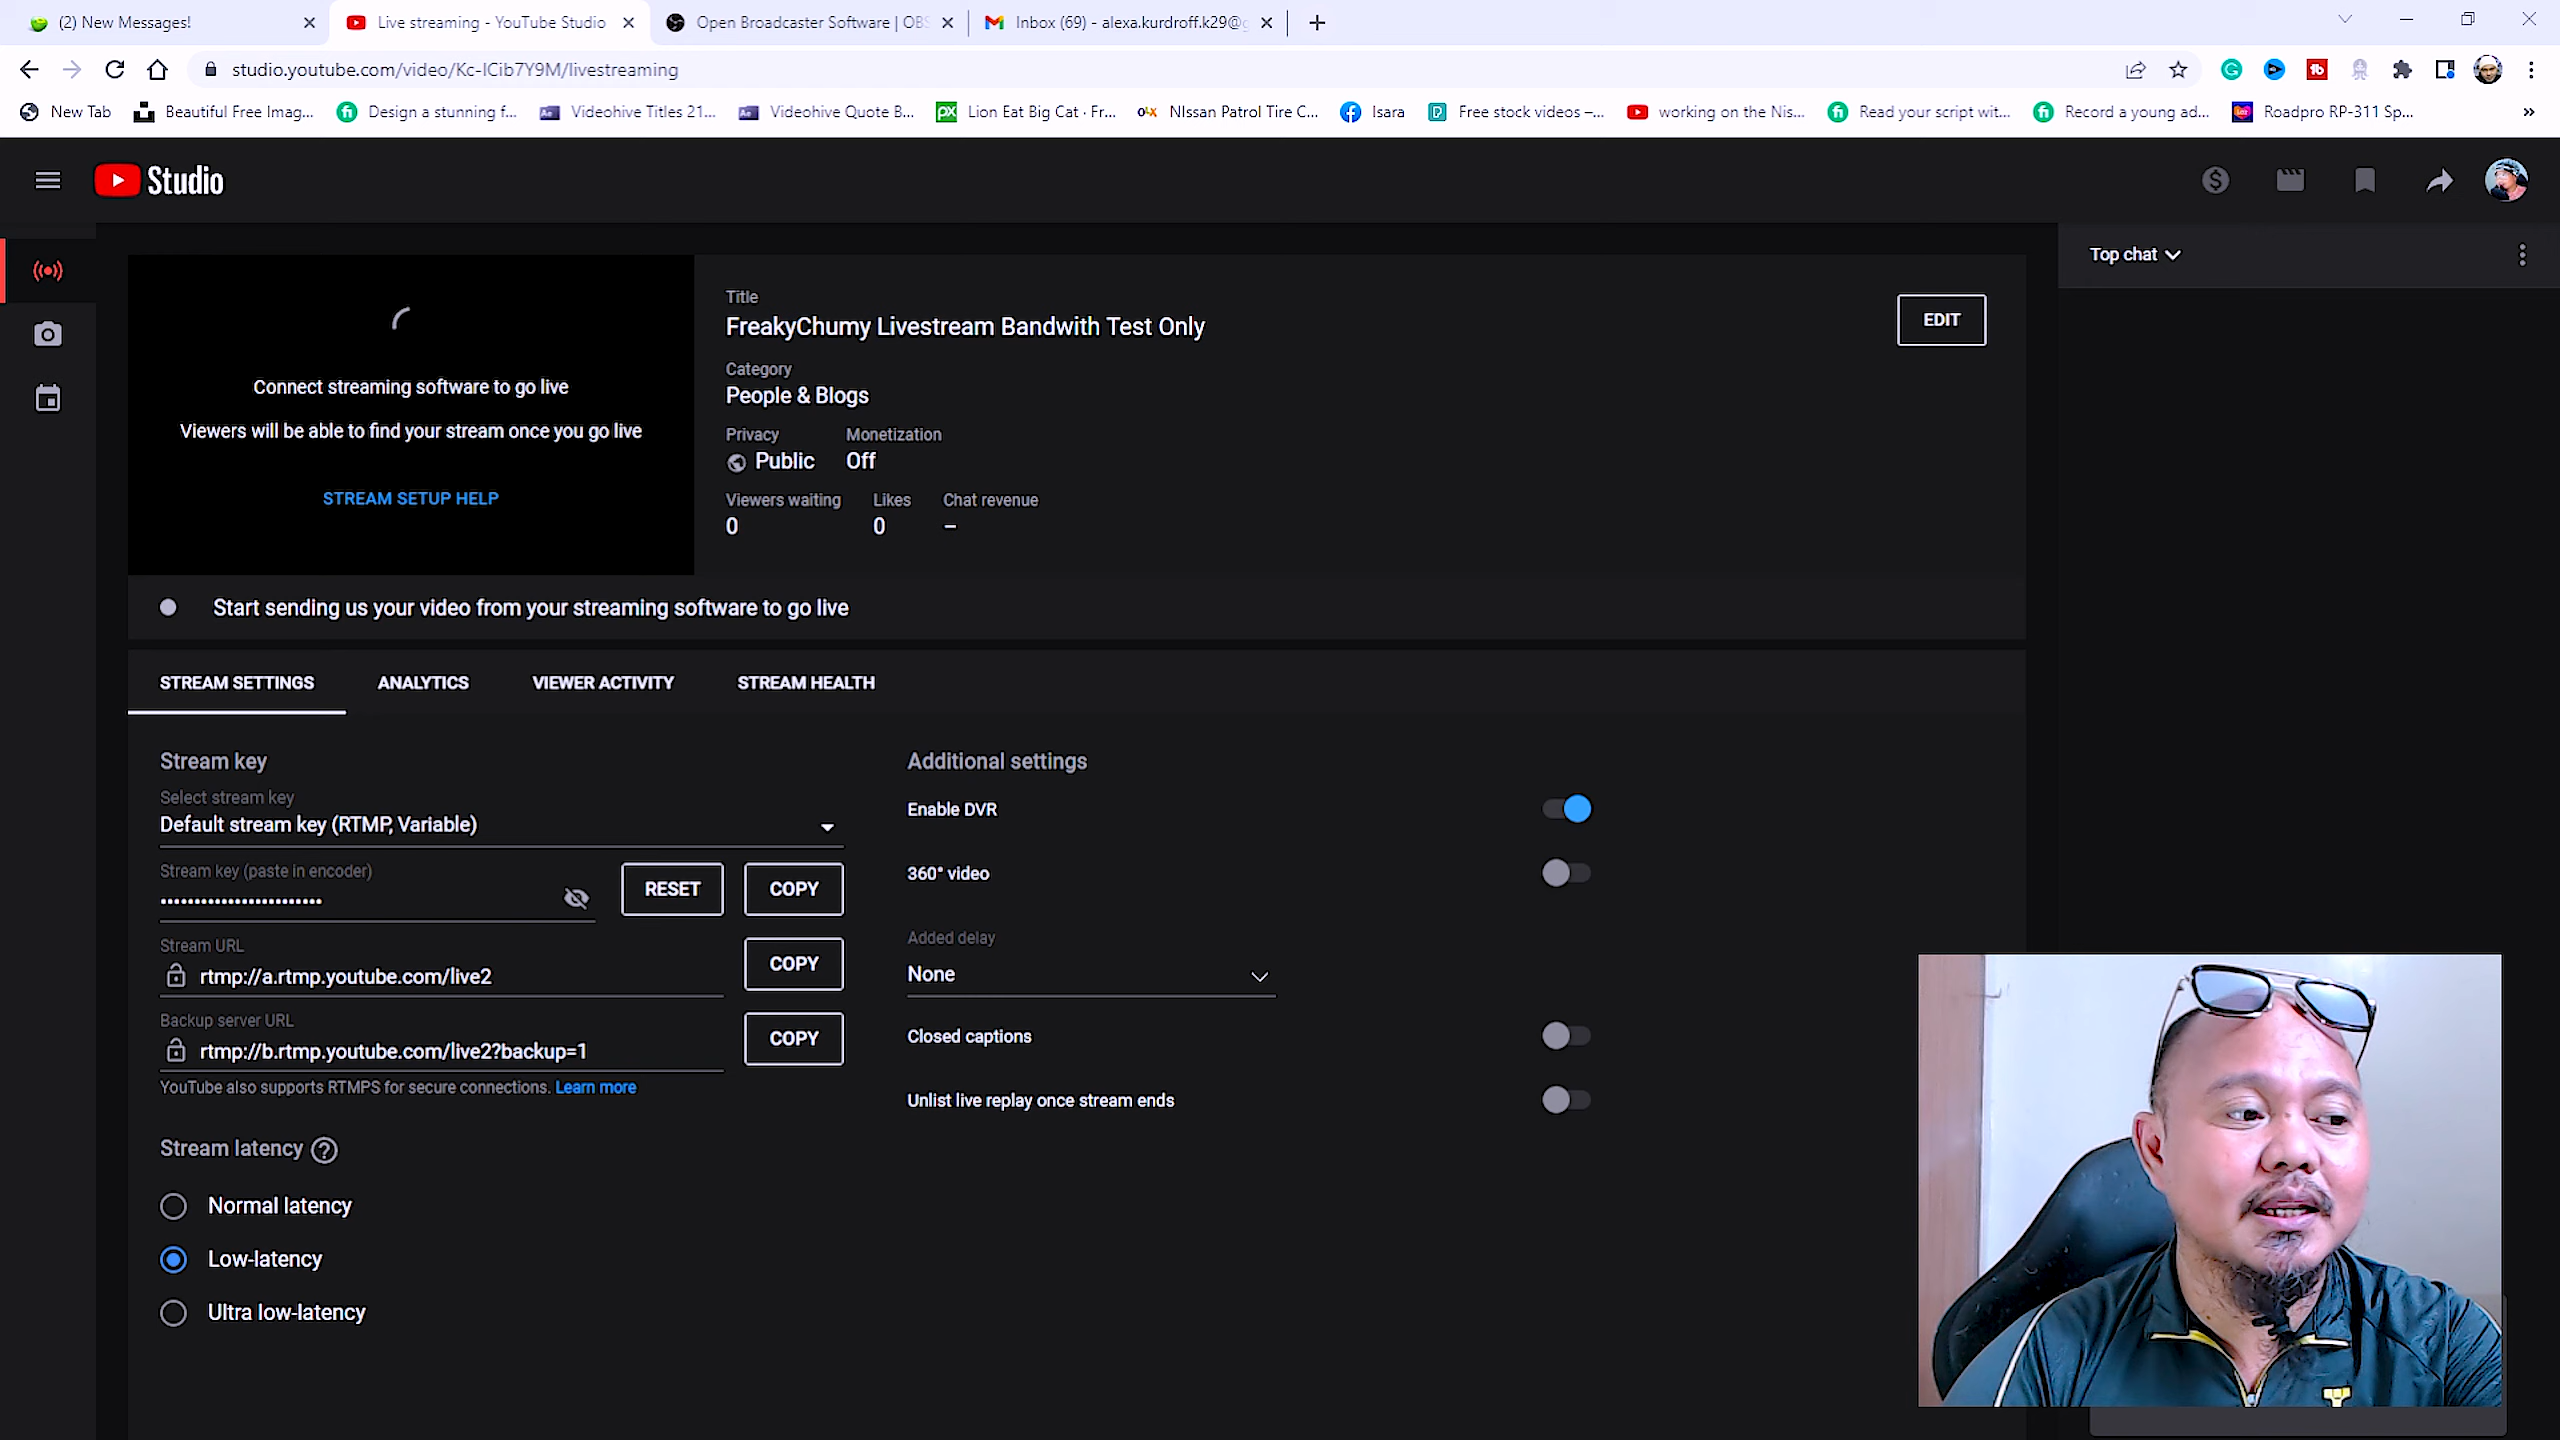 (2) New Messages!
Live streaming - YouTube Studio
Open Broadcaster Software | OBS
Inbox (69) - alexa.kurdroff.k29@g
studio.youtube.com/video/Kc-ICib7Y9M/livestreaming
New Tab
Beautiful Free Imag...
Design a stunning f...
Videohive Titles 21...
Videohive Quote B...
Lion Eat Big Cat · Fr...
NIssan Patrol Tire C...
Isara
Free stock videos –...
working on the Nis...
Read your script wit...
Record a young ad...
Roadpro RP-311 Sp...
Studio
Top chat
Connect streaming software to go live
Viewers will be able to find your stream once you go live
STREAM SETUP HELP
Title
FreakyChumy Livestream Bandwith Test Only
EDIT
Category
People & Blogs
Privacy Monetization
Public Off
Viewers waiting Likes Chat revenue
0 0 –
Start sending us your video from your streaming software to go live
STREAM SETTINGS ANALYTICS VIEWER ACTIVITY STREAM HEALTH
Stream key
Select stream key
Default stream key (RTMP, Variable)
Stream key (paste in encoder)
••••••••••••••••••••••••
RESET COPY
Stream URL
rtmp://a.rtmp.youtube.com/live2
COPY
Backup server URL
rtmp://b.rtmp.youtube.com/live2?backup=1
COPY
YouTube also supports RTMPS for secure connections. Learn more
Stream latency
Normal latency
Low-latency
Ultra low-latency
Additional settings
Enable DVR
360° video
Added delay
None
Closed captions
Unlist live replay once stream ends